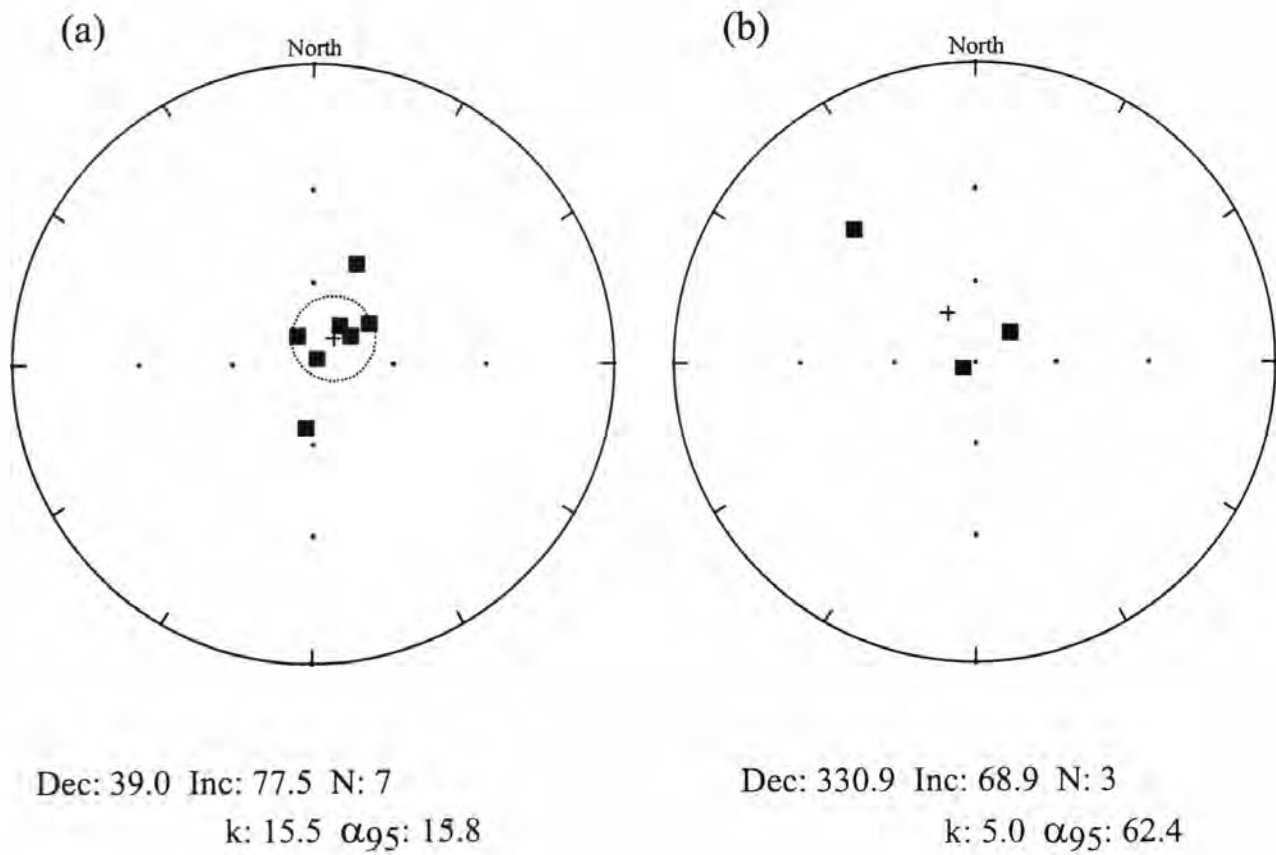 (a)
North
(b)
North
Dec: 39.0 Inc: 77.5 N: 7
k: 15.5 α95: 15.8
Dec: 330.9 Inc: 68.9 N: 3
k: 5.0 α95: 62.4